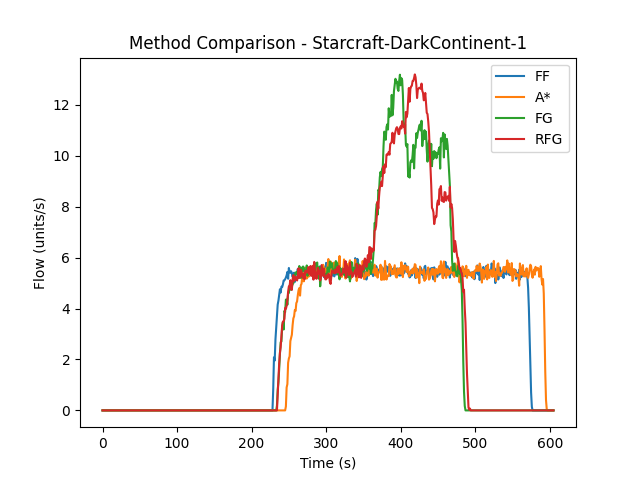 Method Comparison - Starcraft-DarkContinent-1
FF
A*
FG
RFG
Flow (units/s)
12
10
8
6
4
2
0
0 100 200 300 400 500 600
Time (s)